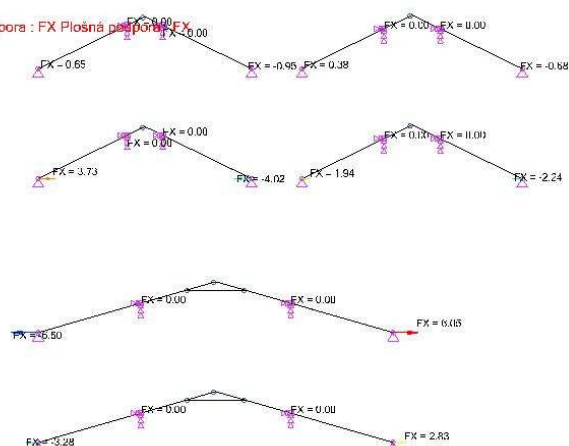 pora : FX Plošná podpora : FX
FX = 0.00
FX = 0.00
FX = 0.00
FX = 0.00
FX = 0.65
FX = -0.95
FX = 0.38
FX = -0.68
FX = 0.00
FX = 0.00
FX = 0.00
FX = 0.00
FX = 3.73
FX = -4.02
FX = 1.94
FX = -2.24
FX = 0.00
FX = 0.00
FX = -6.50
FX = 6.05
FX = 0.00
FX = 0.00
FX = -3.28
FX = 2.83